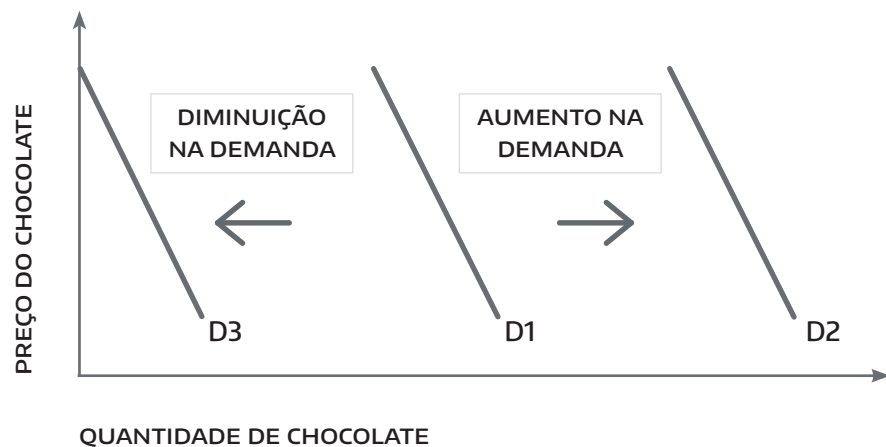 PREÇO DO CHOCOLATE
DIMINUIÇÃO
NA DEMANDA
AUMENTO NA
DEMANDA
D3
D1
D2
QUANTIDADE DE CHOCOLATE